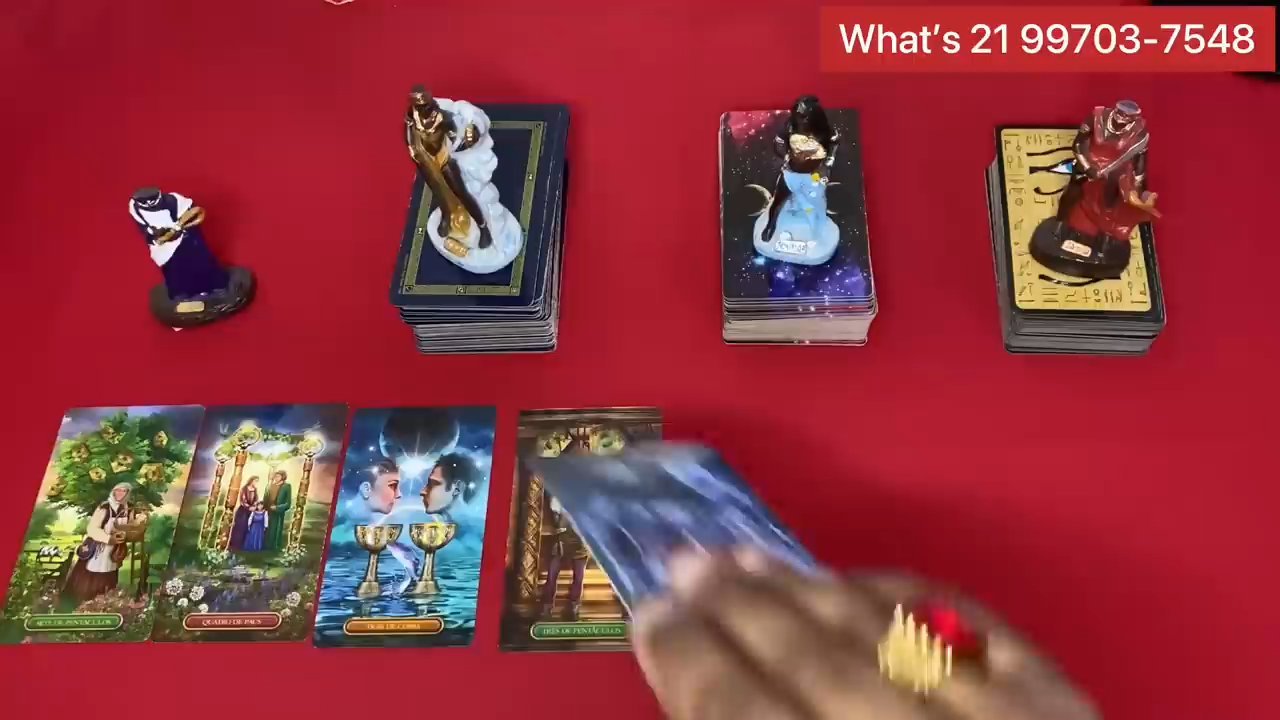 What's 21 99703-7548
SETE DE PENTÁCULOS
QUATRO DE PAUS
DOIS DE COPAS
TRÊS DE PENTÁCULOS